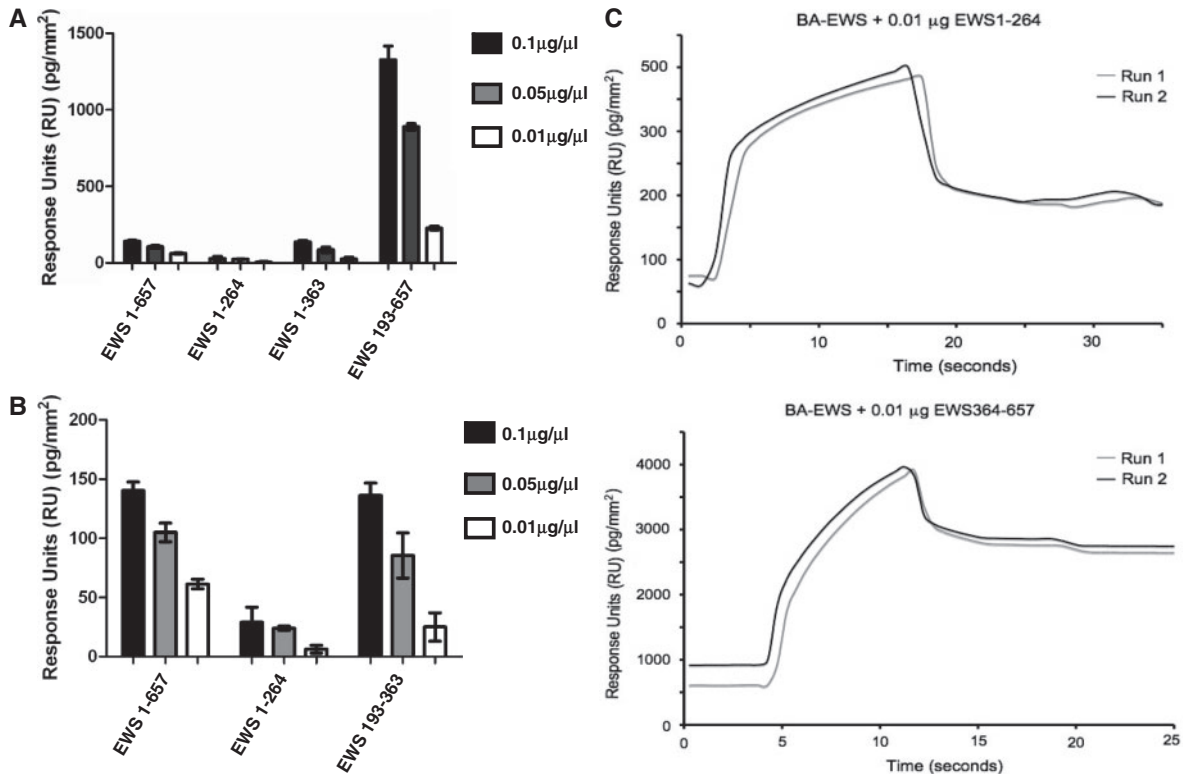 A
Response Units (RU) (pg/mm²)
1500
1000
500
0
EWS 1-657
EWS 1-264
EWS 1-363
EWS 193-657
0.1µg/µl
0.05µg/µl
0.01µg/µl
B
Response Units (RU) (pg/mm²)
200
150
100
50
0
EWS 1-657
EWS 1-264
EWS 193-363
0.1µg/µl
0.05µg/µl
0.01µg/µl
C
BA-EWS + 0.01 µg EWS1-264
Response Units (RU) (pg/mm²)
500
300
200
100
0
0
10
20
30
Time (seconds)
Run 1
Run 2
BA-EWS + 0.01 µg EWS364-657
Response Units (RU) (pg/mm²)
4000
3000
2000
1000
0
0
5
10
15
20
25
Time (seconds)
Run 1
Run 2